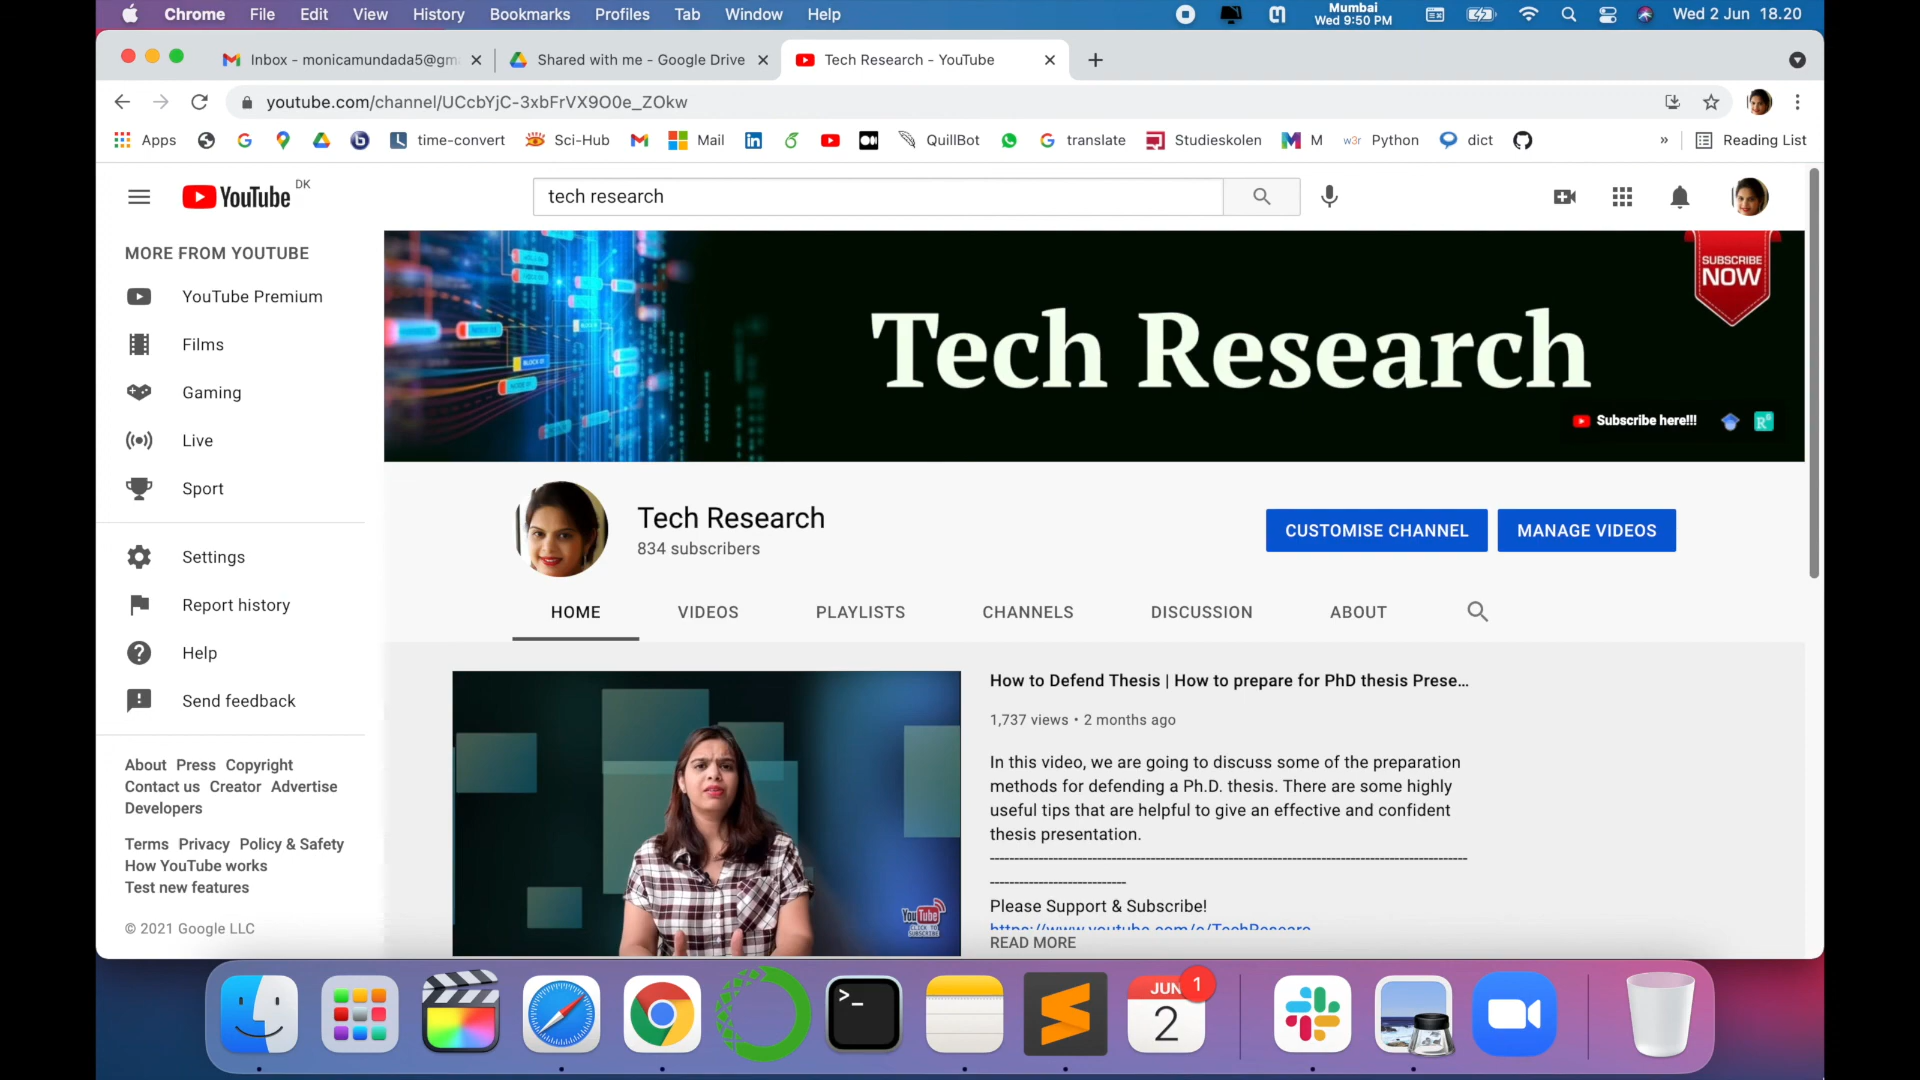 Chrome File Edit View History Bookmarks Profiles Tab Window Help
Mumbai
Wed 9:50 PM
Wed 2 Jun 18.20
Inbox - monicamundada5@gm
Shared with me - Google Drive
Tech Research - YouTube
youtube.com/channel/UCcbYjC-3xbFrVX9O0e_ZOkw
Apps time-convert Sci-Hub Mail QuillBot translate Studieskolen M Python dict » Reading List
YouTube DK
tech research
MORE FROM YOUTUBE
YouTube Premium
Films
Gaming
Live
Sport
Settings
Report history
Help
Send feedback
About Press Copyright
Contact us Creator Advertise
Developers
Terms Privacy Policy & Safety
How YouTube works
Test new features
© 2021 Google LLC
SUBSCRIBE
NOW
Tech Research
Subscribe here!!!
Tech Research
834 subscribers
CUSTOMISE CHANNEL
MANAGE VIDEOS
HOME VIDEOS PLAYLISTS CHANNELS DISCUSSION ABOUT
How to Defend Thesis | How to prepare for PhD thesis Prese...
1,737 views • 2 months ago
In this video, we are going to discuss some of the preparation
methods for defending a Ph.D. thesis. There are some highly
useful tips that are helpful to give an effective and confident
thesis presentation.
Please Support & Subscribe!
https://www.youtube.com/c/TechResearc
READ MORE
YouTube
JUN
2
1